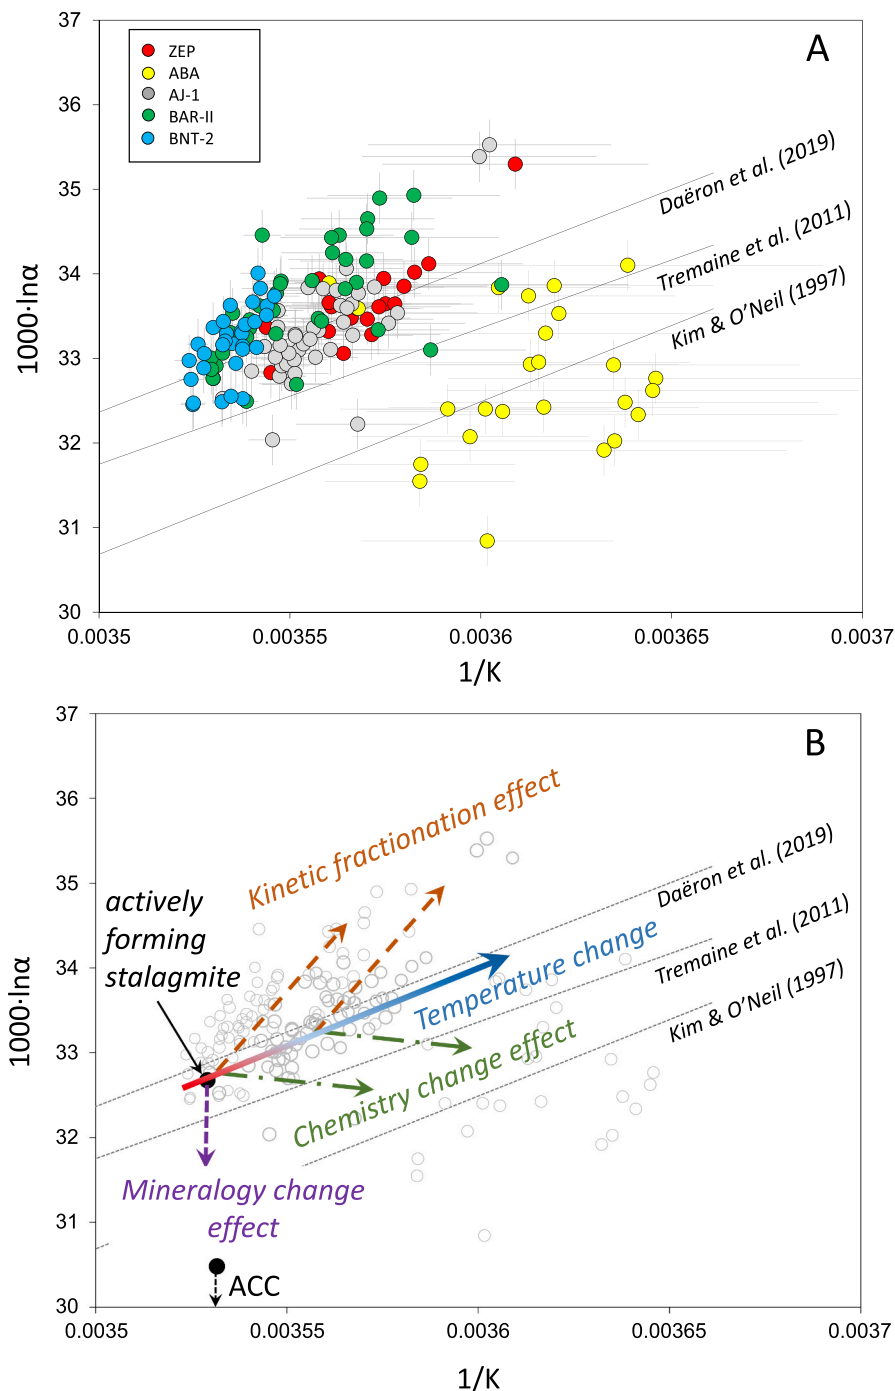 37
A
ZEP
ABA
AJ-1
BAR-II
BNT-2
36
35
34
33
32
31
30
1000·lnα
Daëron et al. (2019)
Tremaine et al. (2011)
Kim & O'Neil (1997)
0.0035
0.00355
0.0036
0.00365
0.0037
1/K
37
B
36
35
34
33
32
31
30
1000·lnα
Kinetic fractionation effect
actively
forming
stalagmite
Daëron et al. (2019)
Temperature change
Tremaine et al. (2011)
Kim & O'Neil (1997)
Chemistry change effect
Mineralogy change
effect
ACC
0.0035
0.00355
0.0036
0.00365
0.0037
1/K